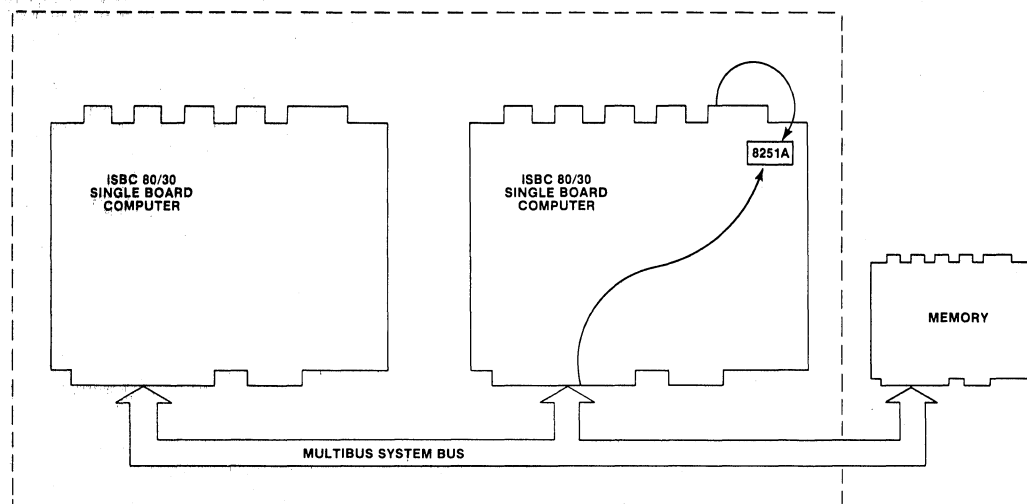 iSBC 80/30
SINGLE BOARD
COMPUTER
iSBC 80/30
SINGLE BOARD
COMPUTER
8251A
MEMORY
MULTIBUS SYSTEM BUS